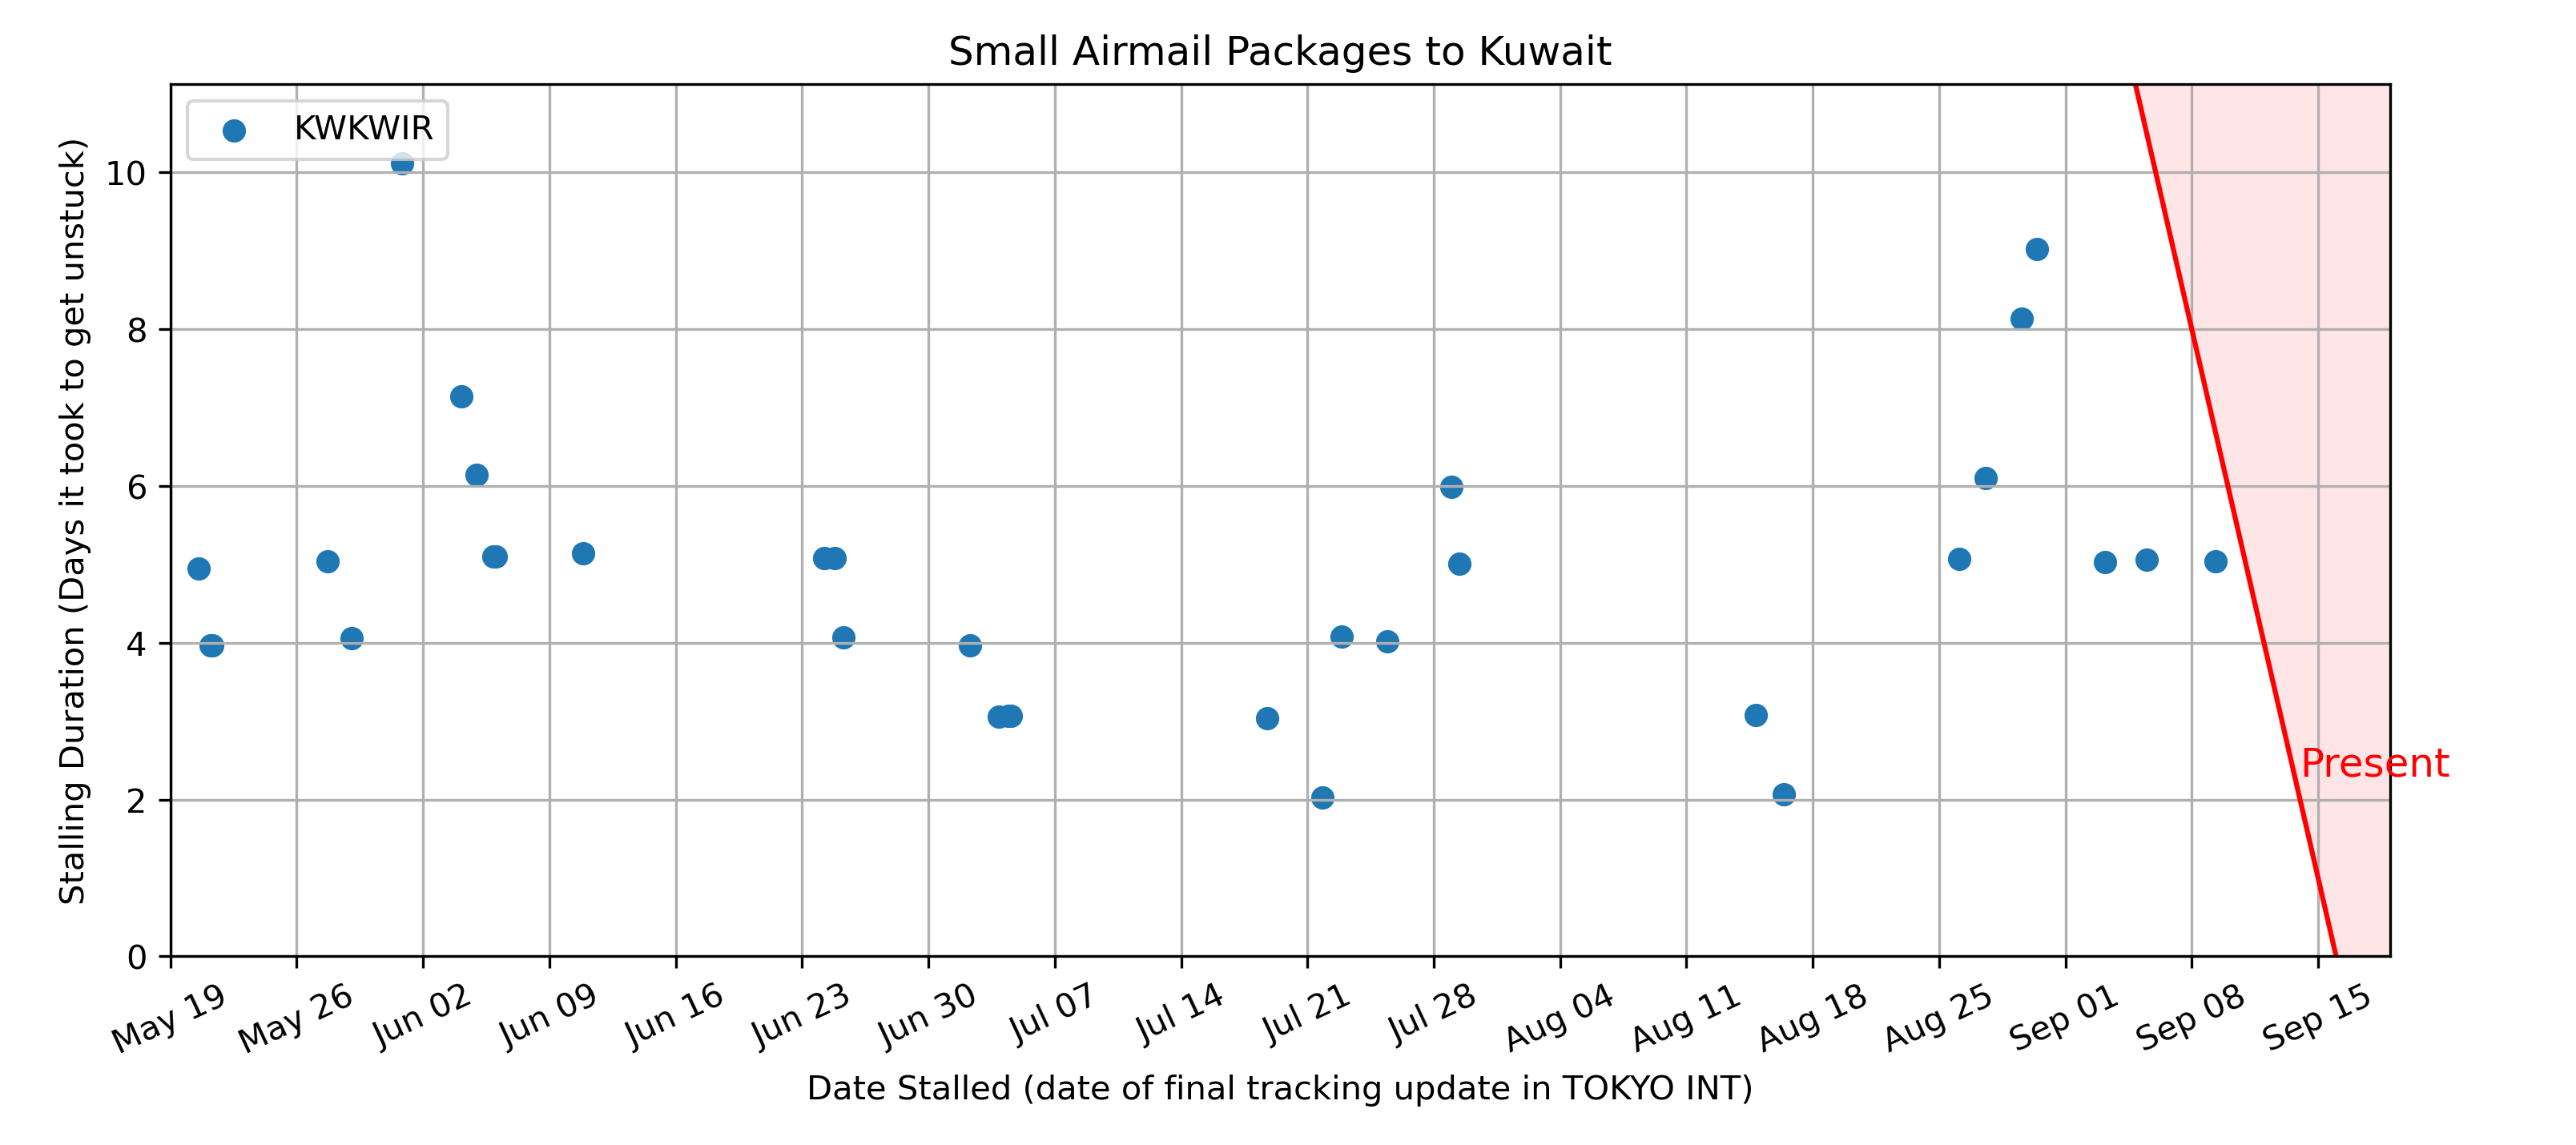 Small Airmail Packages to Kuwait
KWKWIR
Stalling Duration (Days it took to get unstuck)
10
8
6
4
2
0
Present
May 19
May 26
Jun 02
Jun 09
Jun 16
Jun 23
Jun 30
Jul 07
Jul 14
Jul 21
Jul 28
Aug 04
Aug 11
Aug 18
Aug 25
Sep 01
Sep 08
Sep 15
Date Stalled (date of final tracking update in TOKYO INT)